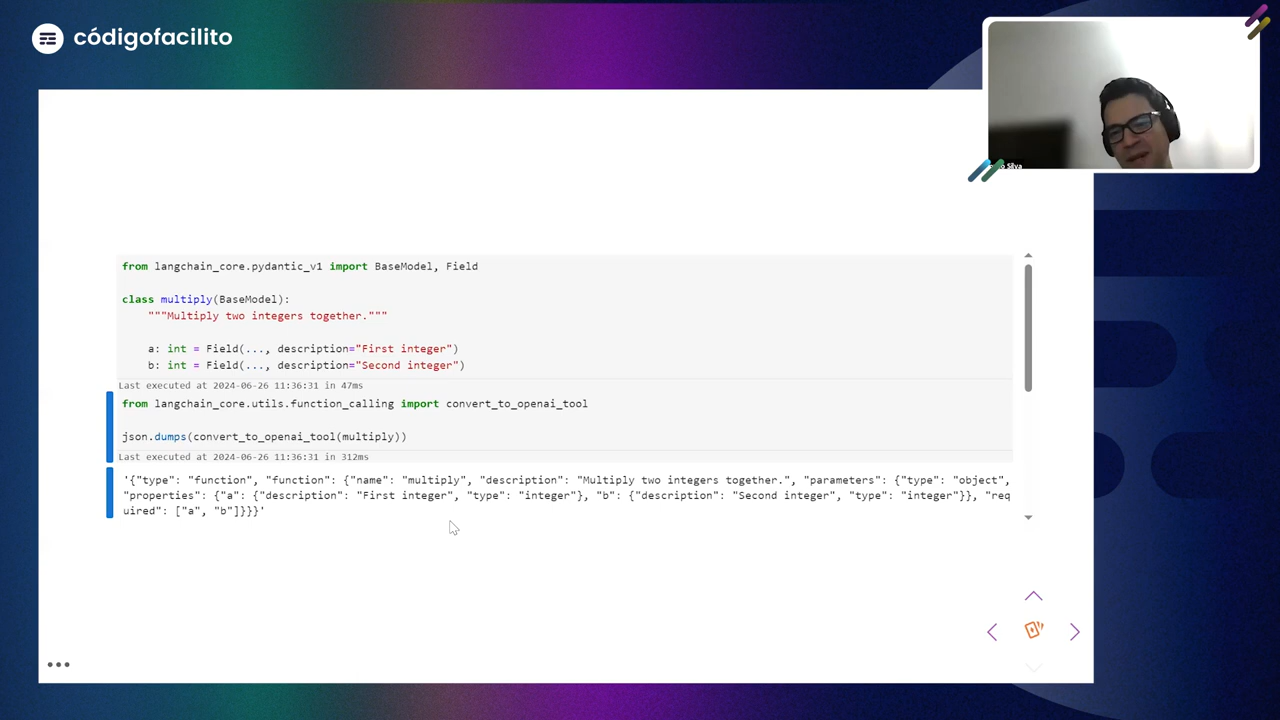 códigofacilito
Silva
from langchain_core.pydantic_v1 import BaseModel, Field
class multiply(BaseModel):
"""Multiply two integers together."""
a: int = Field(..., description="First integer")
b: int = Field(..., description="Second integer")
Last executed at 2024-06-26 11:36:31 in 47ms
from langchain_core.utils.function_calling import convert_to_openai_tool
json.dumps(convert_to_openai_tool(multiply))
Last executed at 2024-06-26 11:36:31 in 312ms
'{"type": "function", "function": {"name": "multiply", "description": "Multiply two integers together.", "parameters": {"type": "object",
"properties": {"a": {"description": "First integer", "type": "integer"}, "b": {"description": "Second integer", "type": "integer"}}, "req
uired": ["a", "b"]}}}'